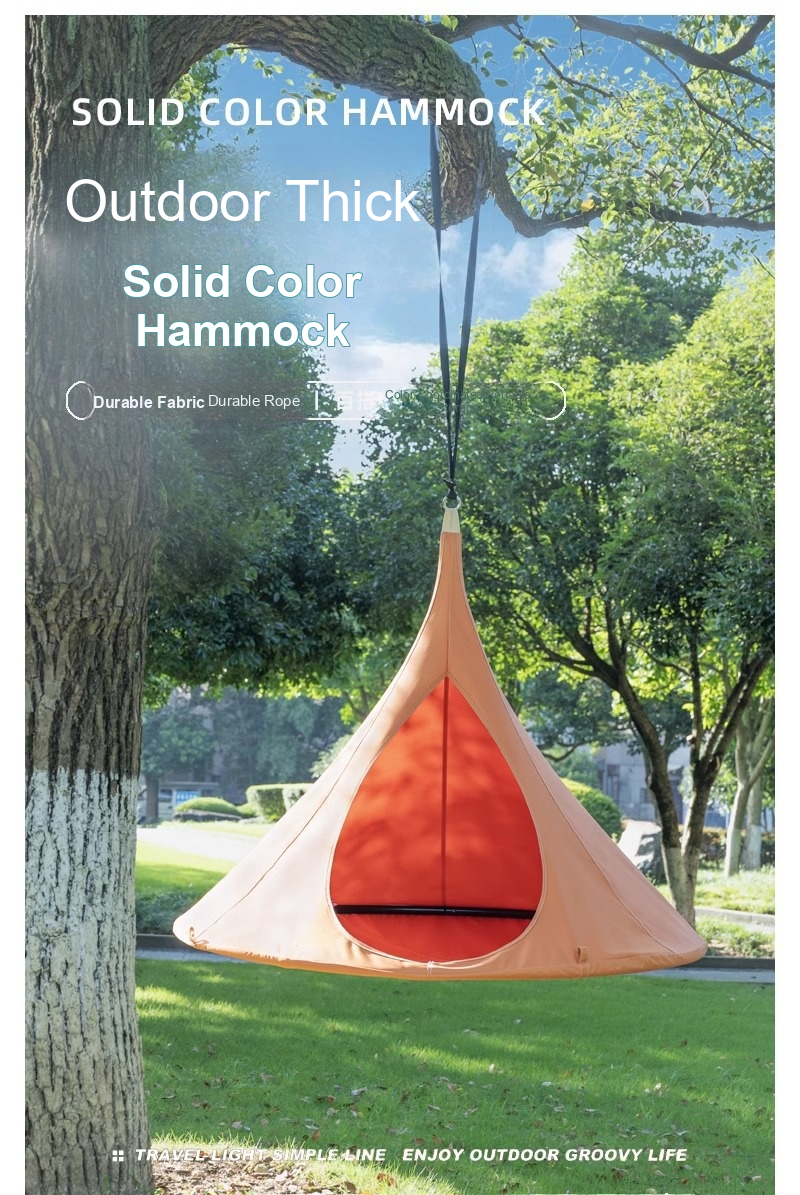 SOLID COLOR HAMMOCK
Outdoor Thick
Solid Color
Hammock
Durable Fabric Durable Rope
TRAVEL LIGHT SIMPLE LINE ENJOY OUTDOOR GROOVY LIFE